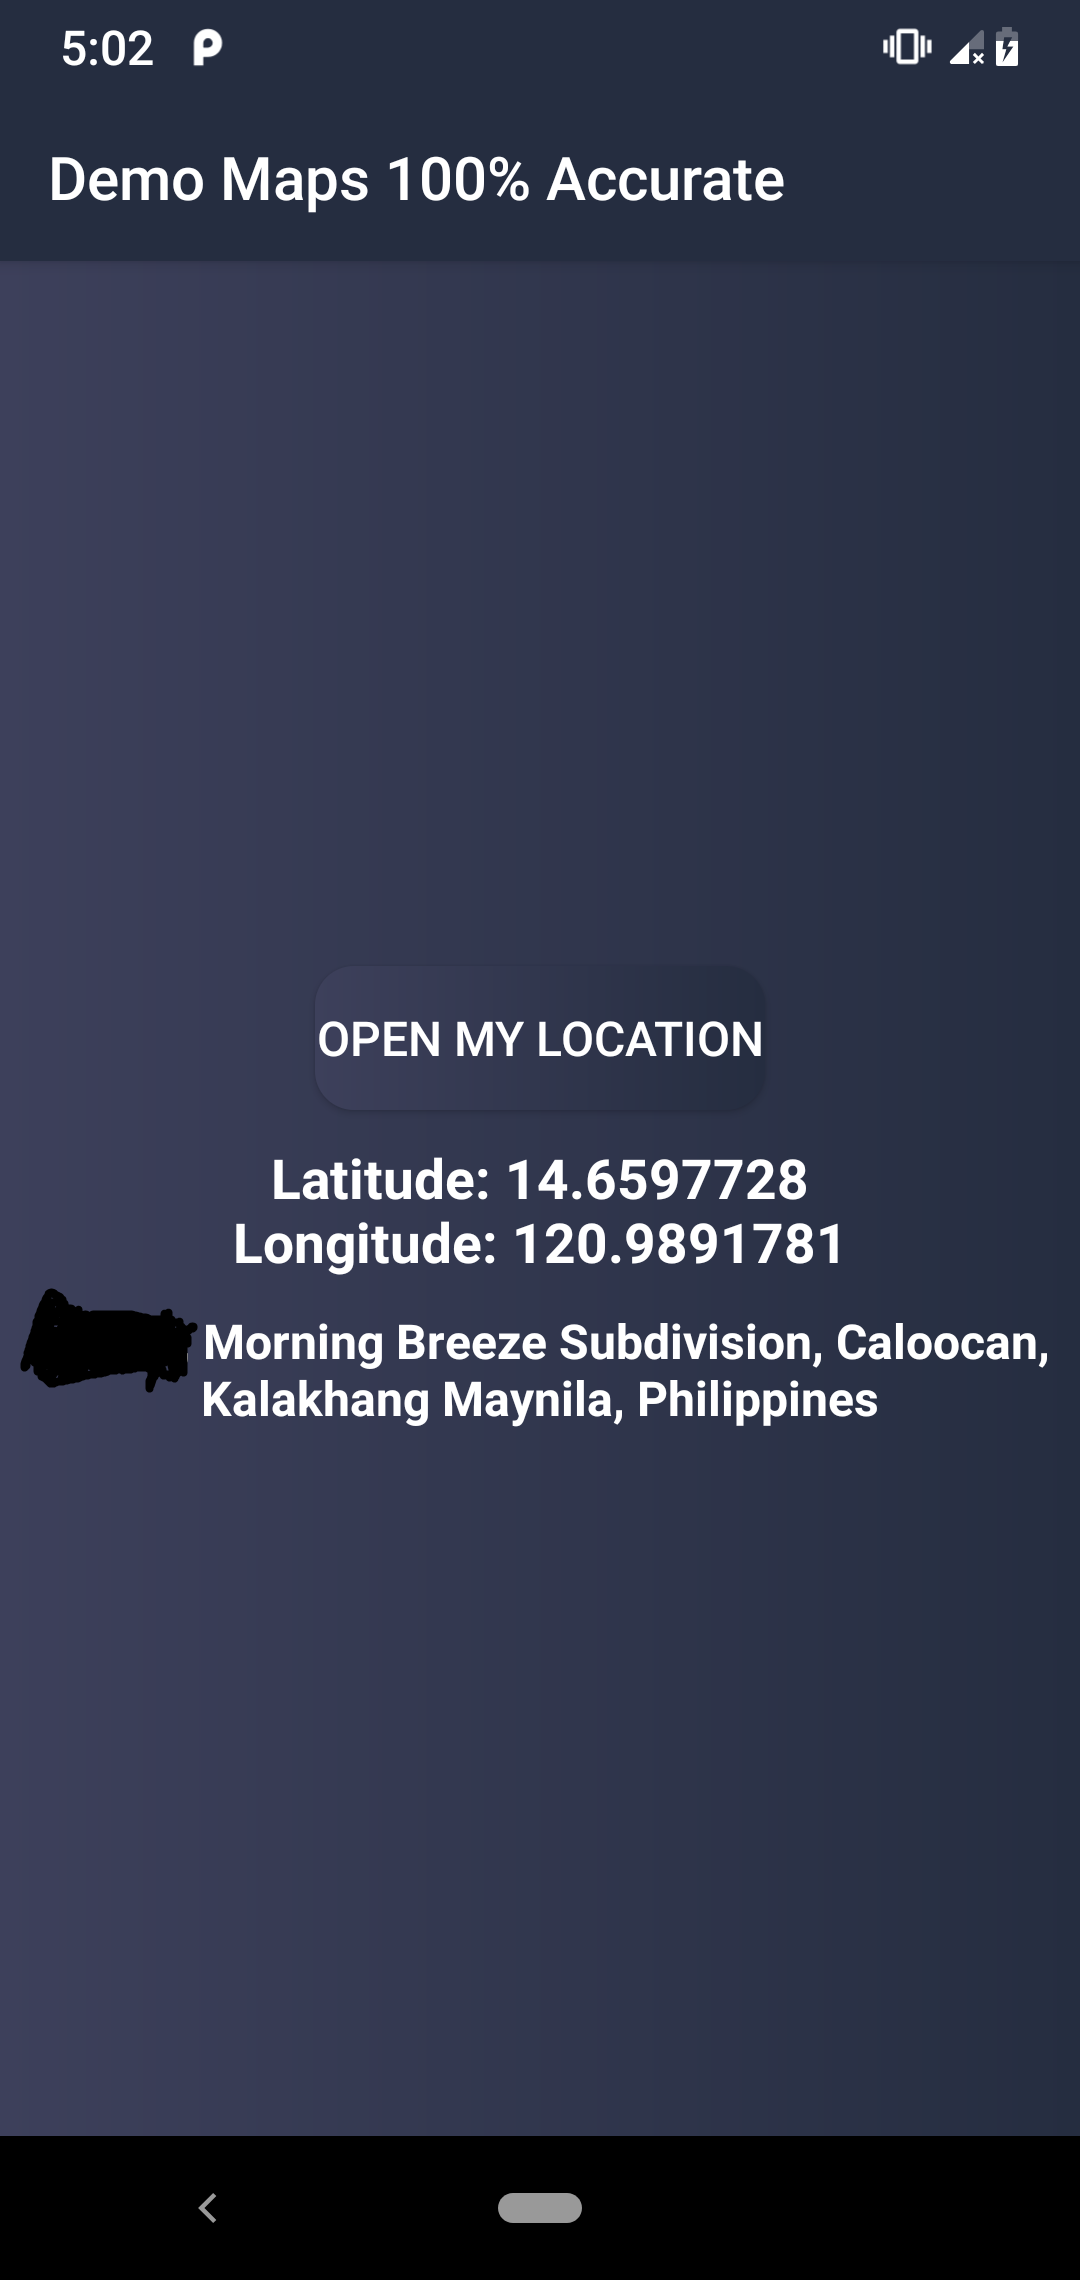 5:02
Demo Maps 100% Accurate
OPEN MY LOCATION
Latitude: 14.6597728
Longitude: 120.9891781
Morning Breeze Subdivision, Caloocan,
Kalakhang Maynila, Philippines